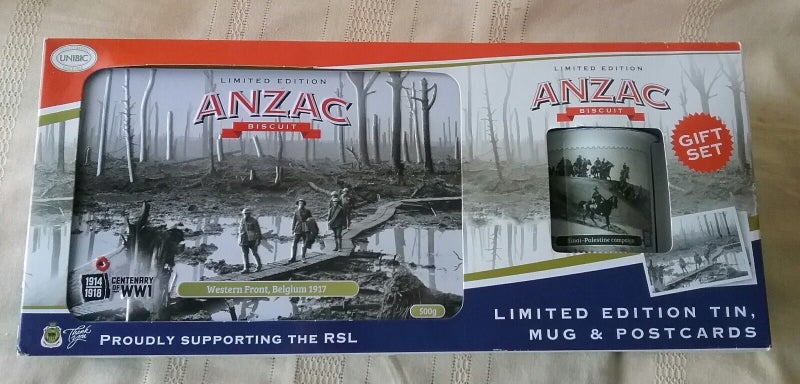 UNIBIC
LIMITED EDITION
ANZAC
BISCUIT
LIMITED EDITION
ANZAC
BISCUIT
GIFT
SET
Sinai-Palestine campaign
1914
1918
CENTENARY
OF WW1
Western Front, Belgium 1917
500g
LIMITED EDITION TIN,
MUG & POSTCARDS
Thank
you
PROUDLY SUPPORTING THE RSL